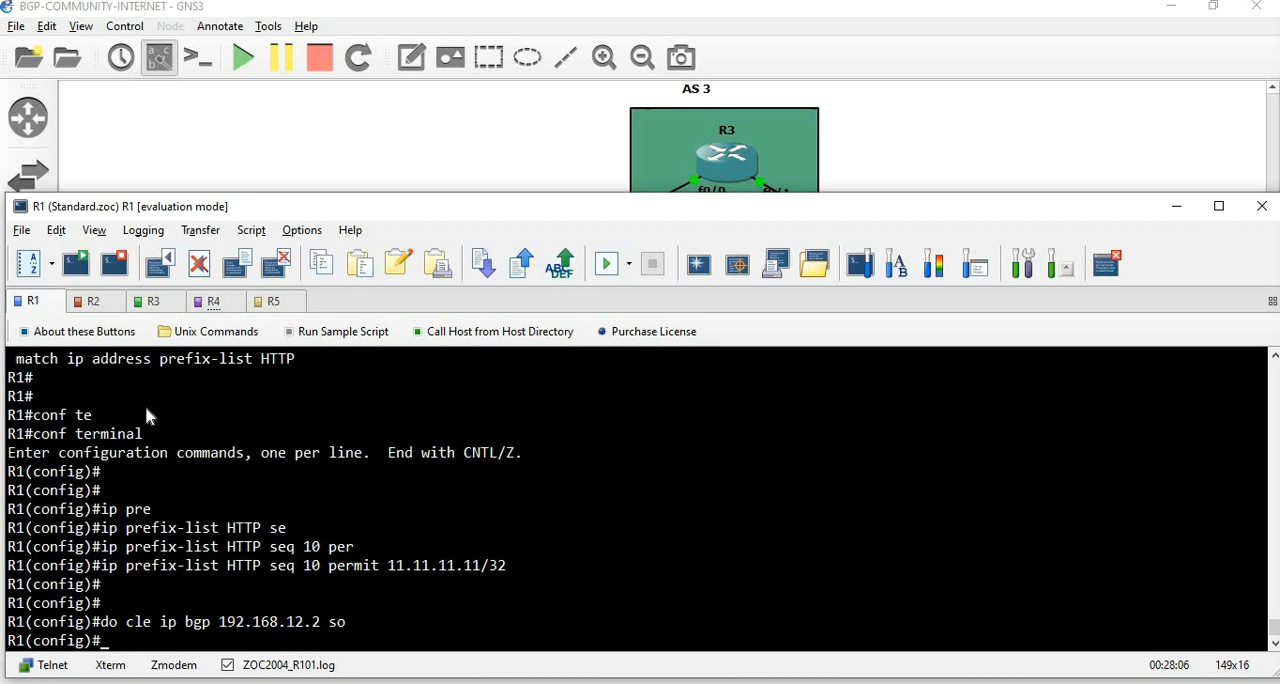 BGP-COMMUNITY-INTERNET - GNS3
File Edit View Control Node Annotate Tools Help
AS 3
R3
f0/0 f0/1
R1 (Standard.zoc) R1 [evaluation mode]
File Edit View Logging Transfer Script Options Help
R1 R2 R3 R4 R5
About these Buttons Unix Commands Run Sample Script Call Host from Host Directory Purchase License
match ip address prefix-list HTTP
R1#
R1#
R1#conf te
R1#conf terminal
Enter configuration commands, one per line. End with CNTL/Z.
R1(config)#
R1(config)#
R1(config)#ip pre
R1(config)#ip prefix-list HTTP se
R1(config)#ip prefix-list HTTP seq 10 per
R1(config)#ip prefix-list HTTP seq 10 permit 11.11.11.11/32
R1(config)#
R1(config)#
R1(config)#do cle ip bgp 192.168.12.2 so
R1(config)#_
Telnet Xterm Zmodem ZOC2004_R101.log 00:28:06 149x16